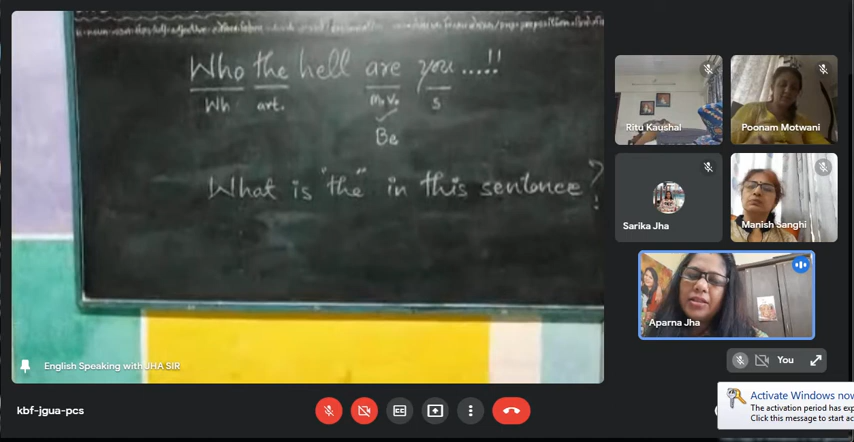 Who the hell are you.....!!
Wh art. m.v. s
Be
What is "the" in this sentence?
English Speaking with JHA SIR
Ritu Kaushal
Poonam Motwani
Sarika Jha
Manish Sanghi
Aparna Jha
You
kbf-jgua-pcs
Activate Windows now
The activation period has exp
Click this message to start ac